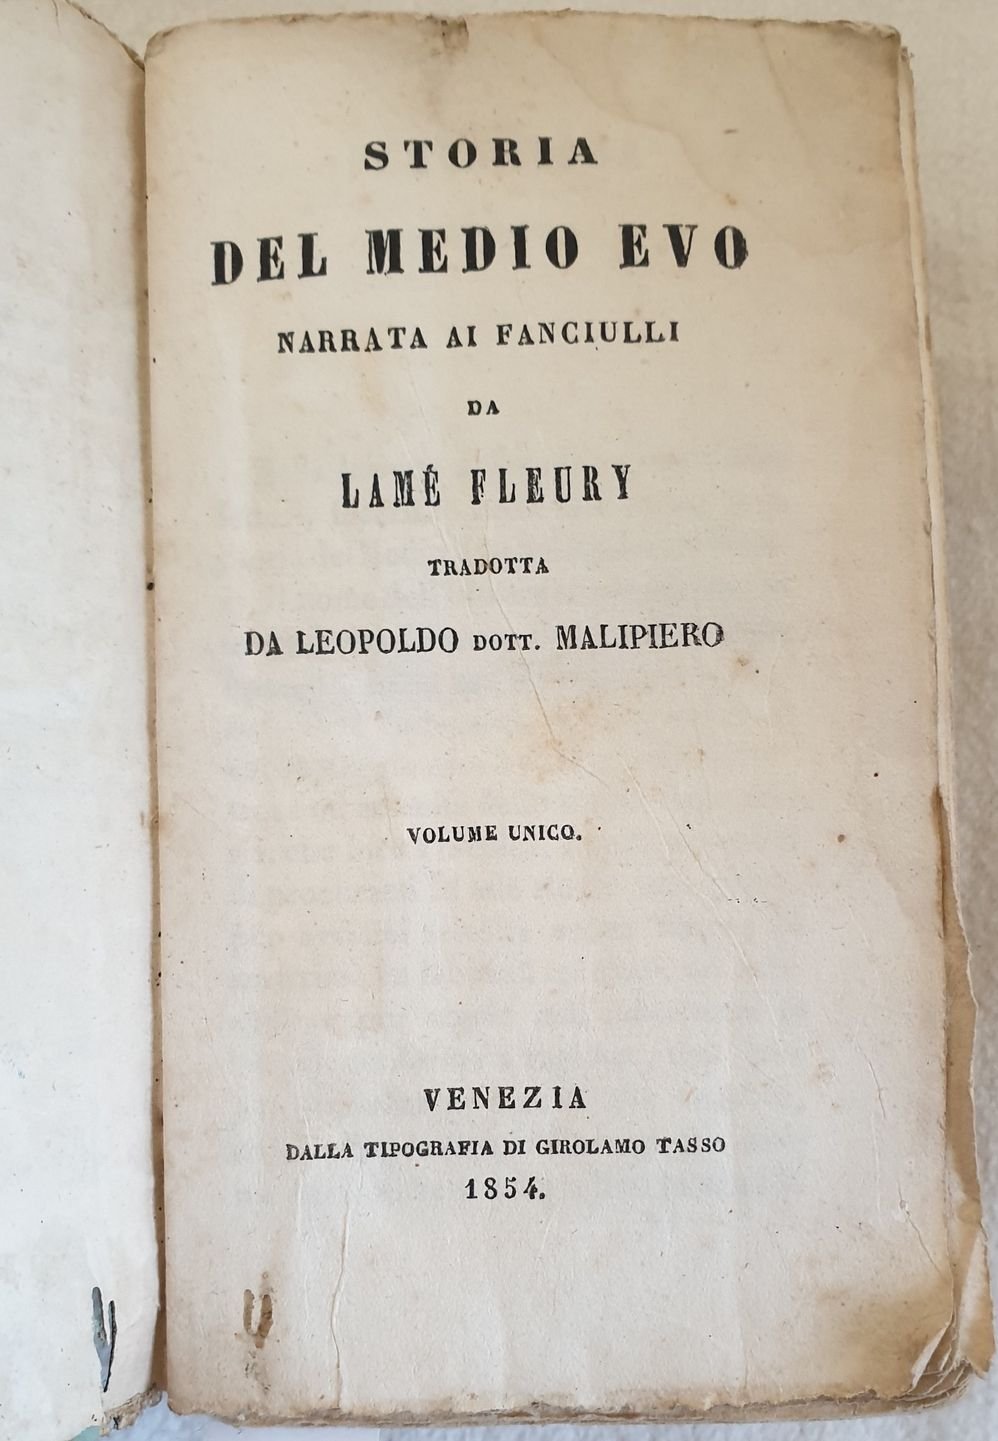 STORIA
DEL MEDIO EVO
NARRATA AI FANCIULLI
DA
LAMÉ FLEURY
TRADOTTA
DA LEOPOLDO DOTT. MALIPIERO
VOLUME UNICO.
VENEZIA
DALLA TIPOGRAFIA DI GIROLAMO TASSO
1854.